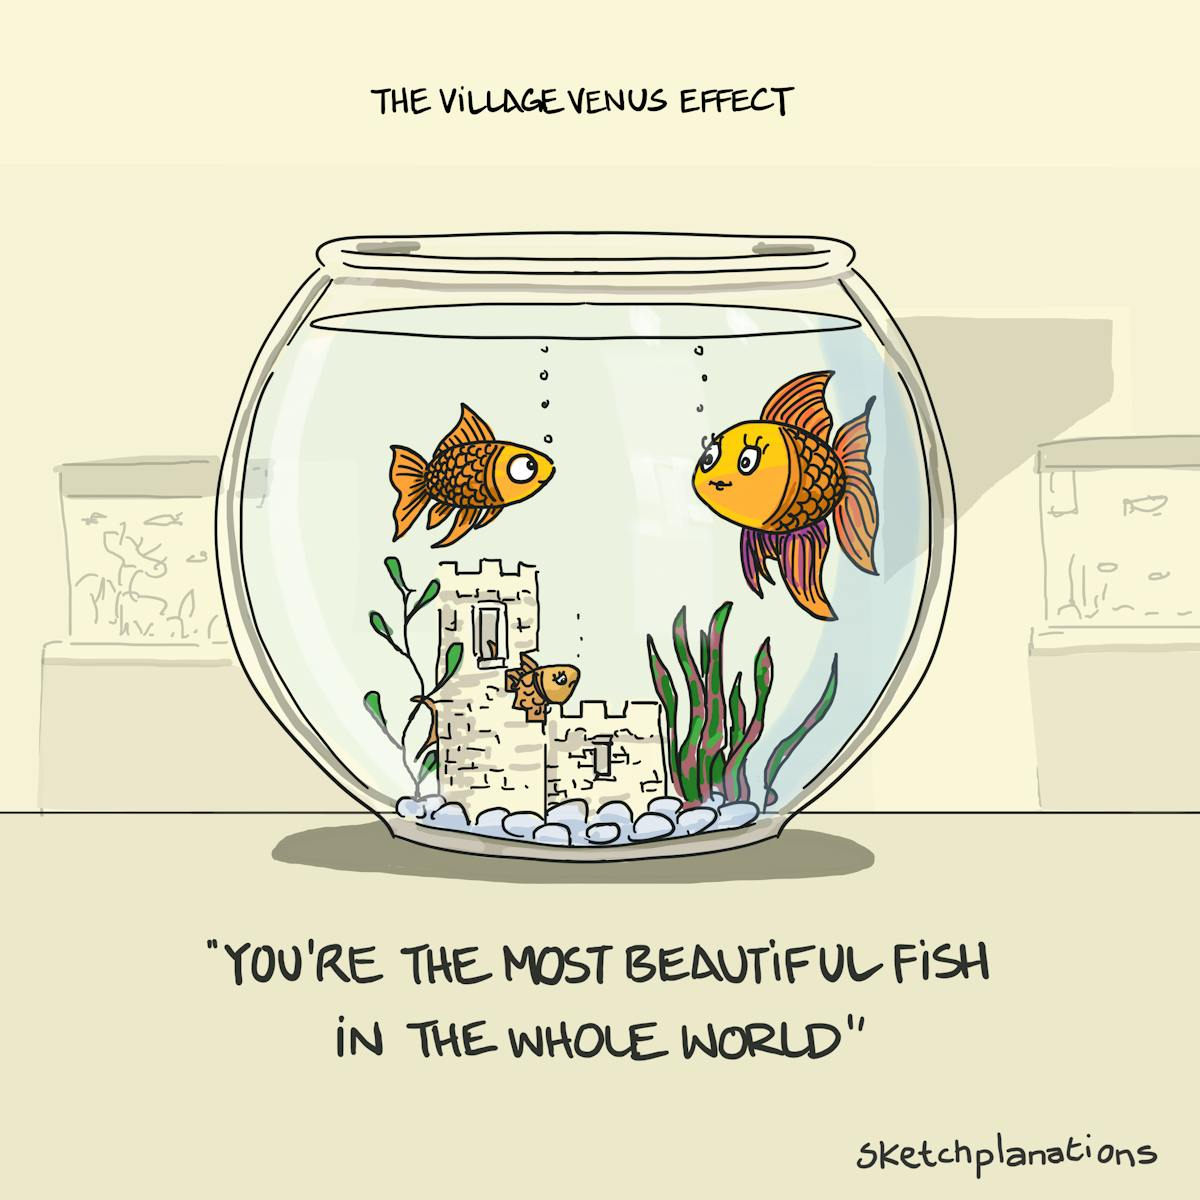 THE VILLAGE VENUS EFFECT
"YOU'RE THE MOST BEAUTIFUL FISH
IN THE WHOLE WORLD"
sketchplanations